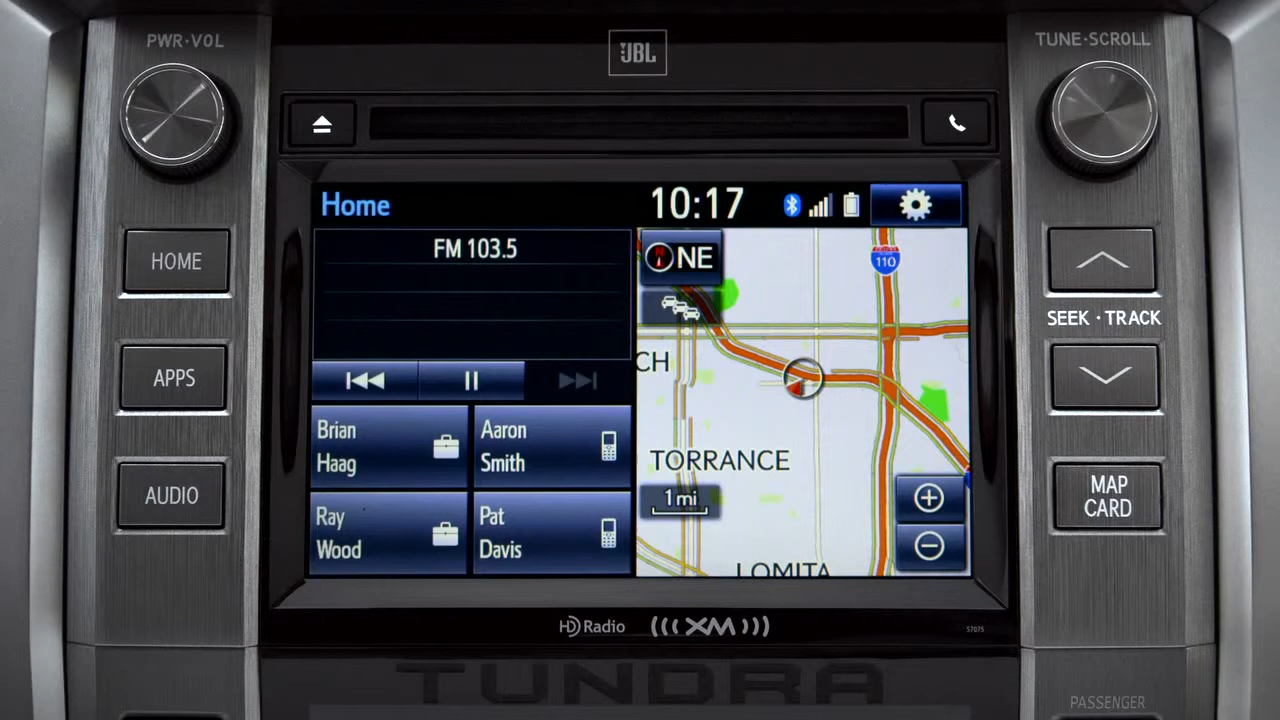 PWR·VOL
JBL
TUNE·SCROLL
Home
10:17
FM 103.5
NE
110
HOME
SEEK · TRACK
CH
APPS
Brian
Haag
Aaron
Smith
TORRANCE
1 mi
AUDIO
MAP
CARD
Ray
Wood
Pat
Davis
LOMITA
HD Radio
((( XM )))
57075
TUNDRA
PASSENGER